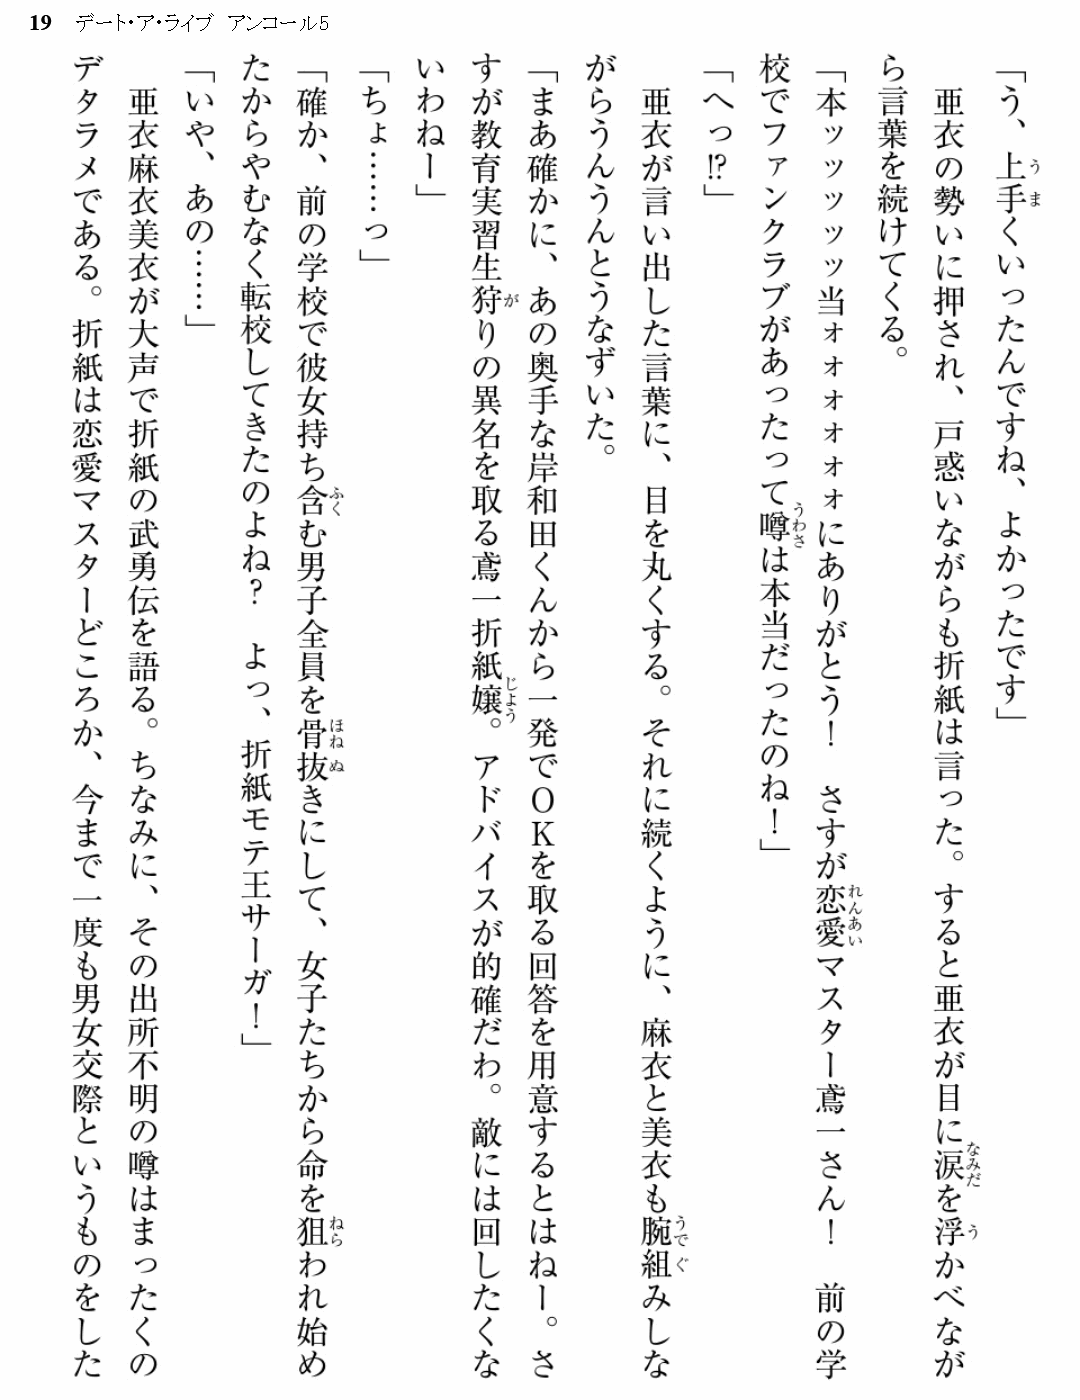 19 デート・ア・ライブ アンコール5
「う、上手くいったんですね、よかったです」
亜衣の勢いに押され、戸惑いながらも折紙は言った。すると亜衣が目に涙を浮かべなが
ら言葉を続けてくる。
「本ッッッッッ当ォォォォォォにありがとう！　さすが恋愛マスター鳶一さん！　前の学
校でファンクラブがあったって噂は本当だったのね！」
「へっ!?」
亜衣が言い出した言葉に、目を丸くする。それに続くように、麻衣と美衣も腕組みしな
がらうんうんとうなずいた。
「まあ確かに、あの奥手な岸和田くんから一発でＯＫを取る回答を用意するとはねー。さ
すが教育実習生狩りの異名を取る鳶一折紙嬢。アドバイスが的確だわ。敵には回したくな
いわねー」
「ちょ……っ」
「確か、前の学校で彼女持ち含む男子全員を骨抜きにして、女子たちから命を狙われ始め
たからやむなく転校してきたのよね？　よっ、折紙モテ王サーガ！」
「いや、あの……」
亜衣麻衣美衣が大声で折紙の武勇伝を語る。ちなみに、その出所不明の噂はまったくの
デタラメである。折紙は恋愛マスターどころか、今まで一度も男女交際というものをした